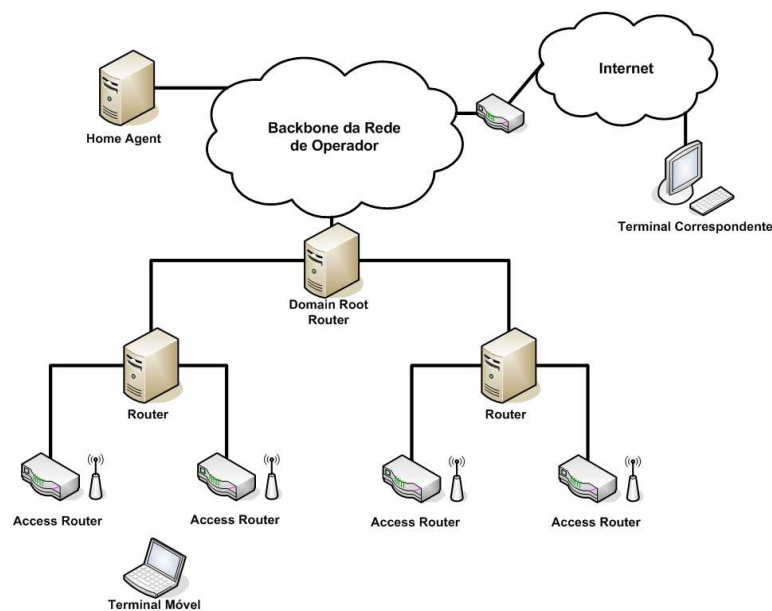 Internet
Backbone da Rede
de Operador
Home Agent
Terminal Correspondente
Domain Root
Router
Router
Router
Access Router
Access Router
Access Router
Access Router
Terminal Móvel